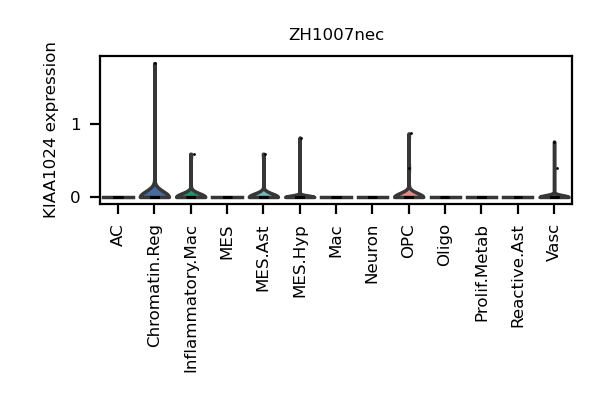 ZH1007nec
KIAA1024 expression
1
0
AC
Chromatin.Reg
Inflammatory.Mac
MES
MES.Ast
MES.Hyp
Mac
Neuron
OPC
Oligo
Prolif.Metab
Reactive.Ast
Vasc